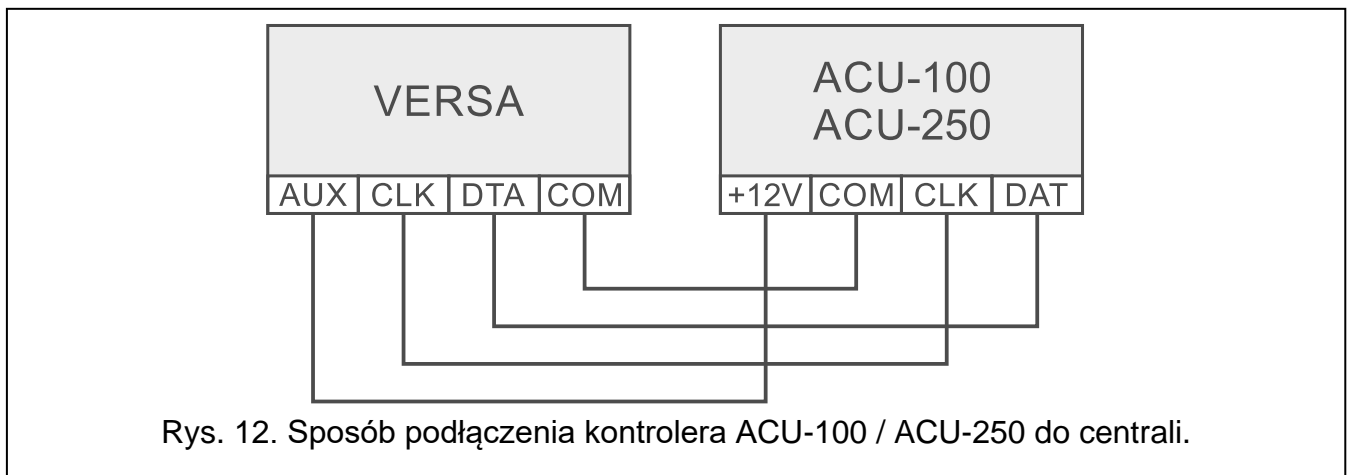 VERSA
ACU-100
ACU-250
AUX CLK DTA COM
+12V COM CLK DAT
Rys. 12. Sposób podłączenia kontrolera ACU-100 / ACU-250 do centrali.